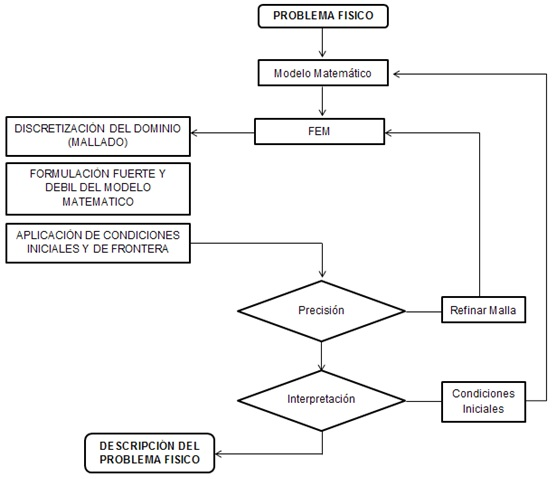 PROBLEMA FISICO
Modelo Matemático
FEM
DISCRETIZACIÓN DEL DOMINIO
(MALLADO)
FORMULACIÓN FUERTE Y
DEBIL DEL MODELO
MATEMATICO
APLICACIÓN DE CONDICIONES
INICIALES Y DE FRONTERA
Precisión
Refinar Malla
Interpretación
Condiciones
Iniciales
DESCRIPCIÓN DEL
PROBLEMA FISICO